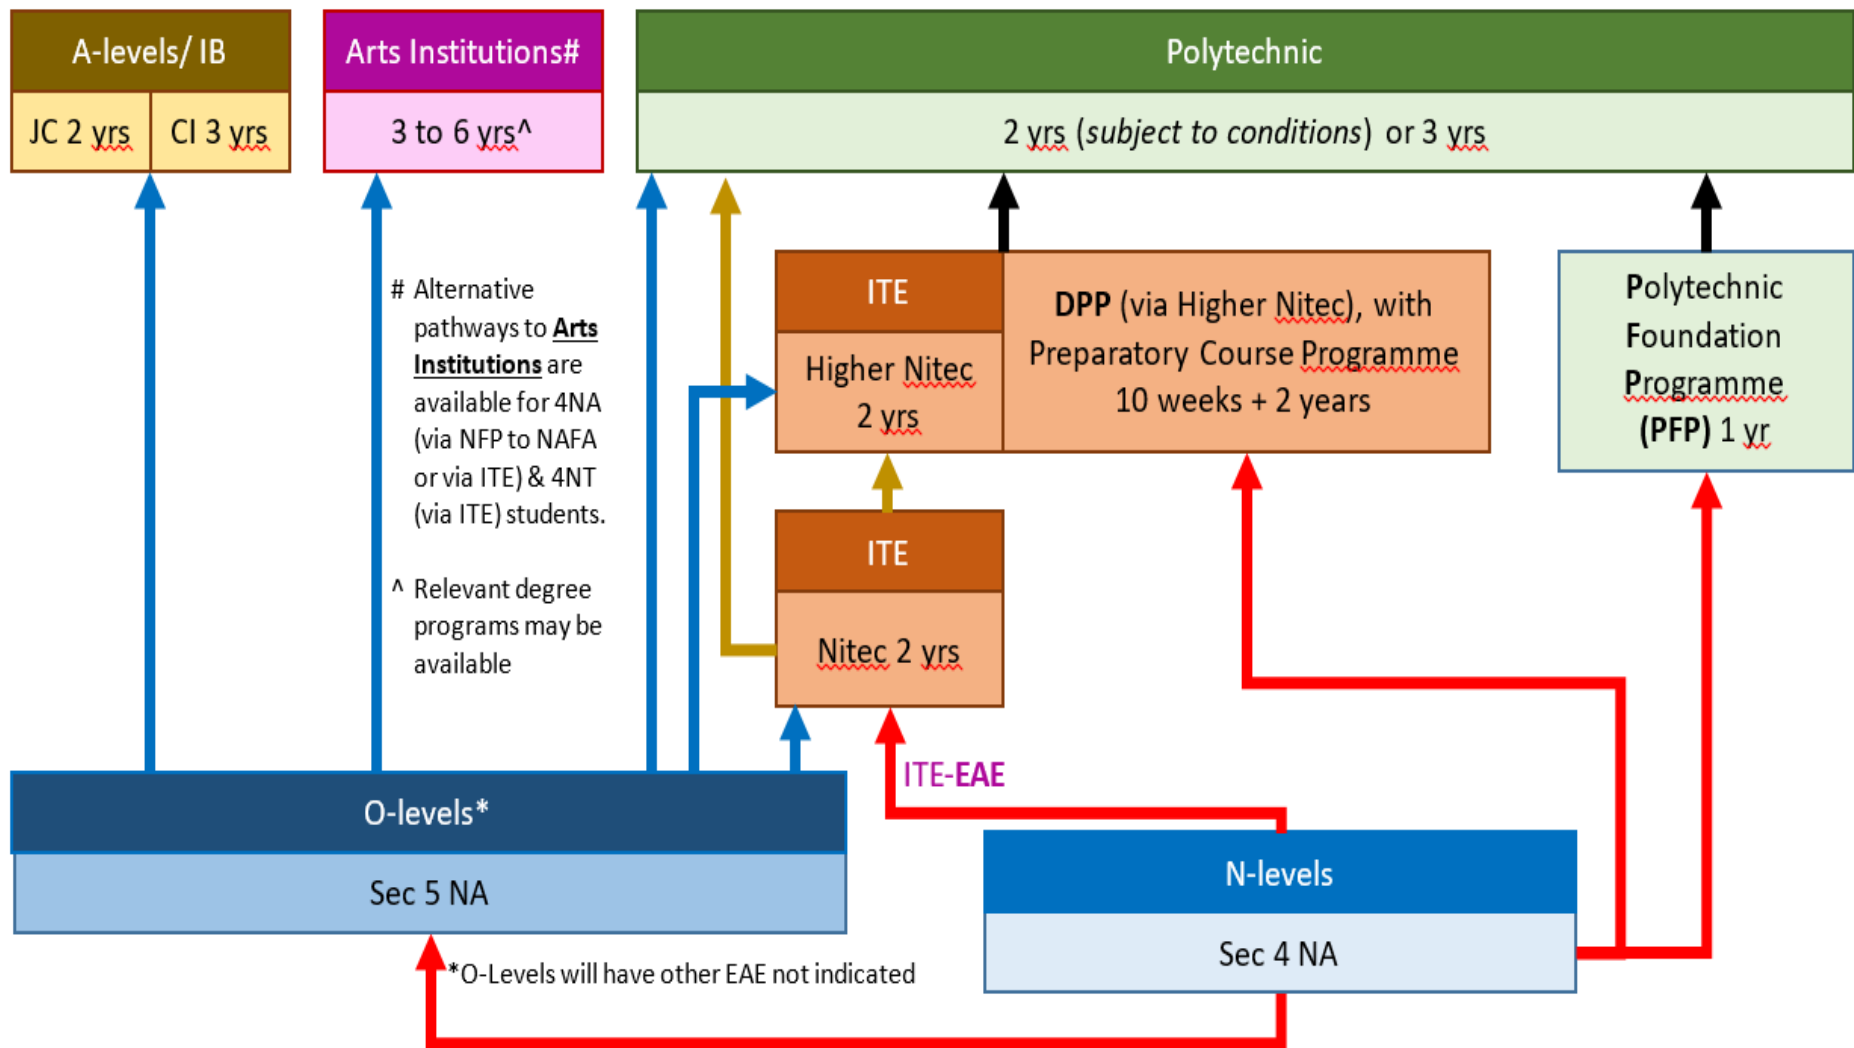 A-levels/ IB
JC 2 yrs
CI 3 yrs
Arts Institutions#
3 to 6 yrs^
Polytechnic
2 yrs (subject to conditions) or 3 yrs
# Alternative
pathways to Arts
Institutions are
available for 4NA
(via NFP to NAFA
or via ITE) & 4NT
(via ITE) students.
^ Relevant degree
programs may be
available
ITE
Higher Nitec
2 yrs
DPP (via Higher Nitec), with
Preparatory Course Programme
10 weeks + 2 years
Polytechnic
Foundation
Programme
(PFP) 1 yr
ITE
Nitec 2 yrs
ITE-EAE
O-levels*
Sec 5 NA
N-levels
Sec 4 NA
*O-Levels will have other EAE not indicated